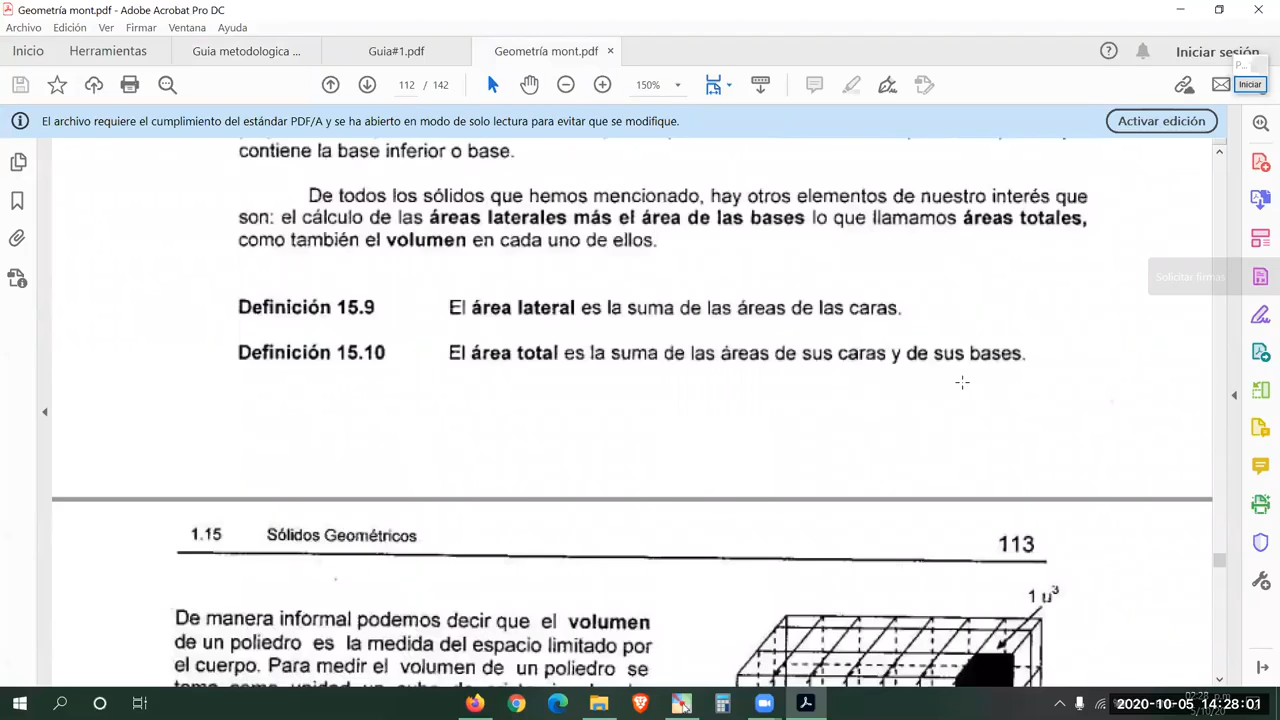 Geometría mont.pdf - Adobe Acrobat Pro DC
Archivo Edición Ver Firmar Ventana Ayuda
Inicio Herramientas Guia metodologica ... Guia#1.pdf Geometría mont.pdf × Iniciar sesión
P...
112 / 142 150% Iniciar
El archivo requiere el cumplimiento del estándar PDF/A y se ha abierto en modo de solo lectura para evitar que se modifique. Activar edición
contiene la base inferior o base.
De todos los sólidos que hemos mencionado, hay otros elementos de nuestro interés que
son: el cálculo de las áreas laterales más el área de las bases lo que llamamos áreas totales,
como también el volumen en cada uno de ellos.
Solicitar firmas
Definición 15.9 El área lateral es la suma de las áreas de las caras.
Definición 15.10 El área total es la suma de las áreas de sus caras y de sus bases.
1.15 Sólidos Geométricos 113
1 u³
De manera informal podemos decir que el volumen
de un poliedro es la medida del espacio limitado por
el cuerpo. Para medir el volumen de un poliedro se
2020-10-05 14:28:01